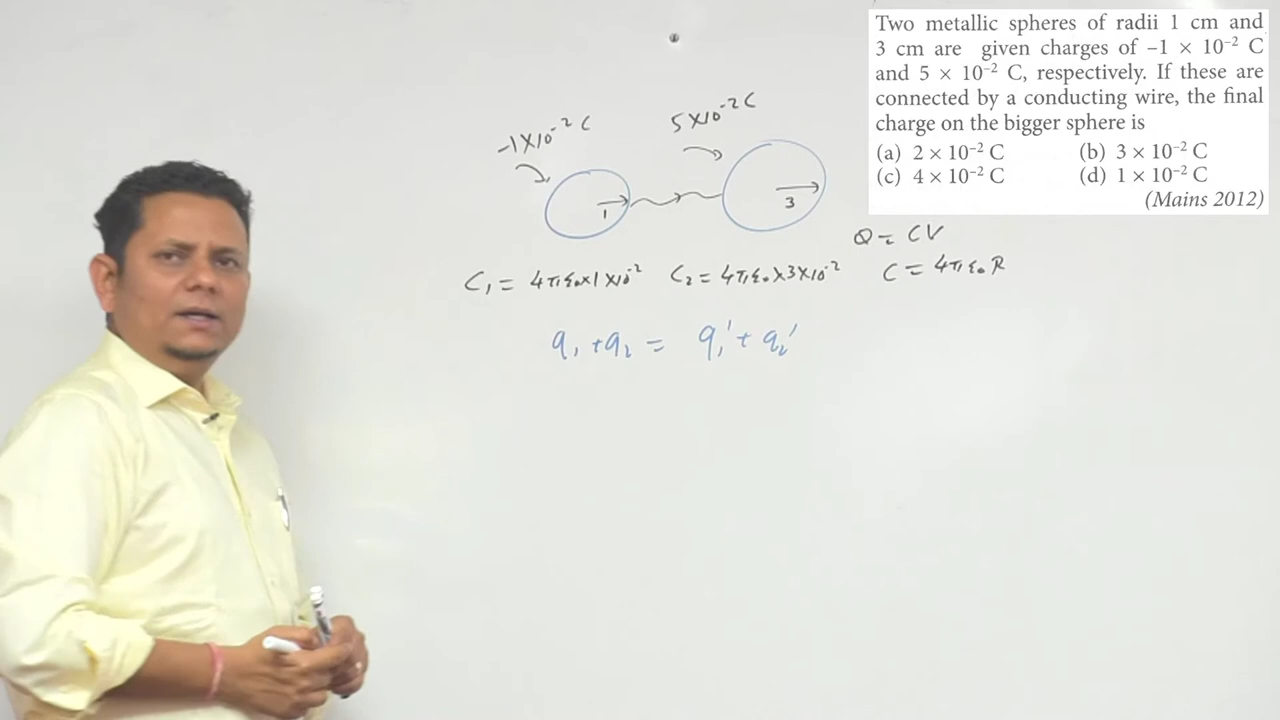 Two metallic spheres of radii 1 cm and
3 cm are given charges of –1 × 10⁻² C
and 5 × 10⁻² C, respectively. If these are
connected by a conducting wire, the final
charge on the bigger sphere is
(a) 2 × 10⁻² C (b) 3 × 10⁻² C
(c) 4 × 10⁻² C (d) 1 × 10⁻² C
(Mains 2012)
-1×10⁻² C 5×10⁻² C
1 3
Q = CV
C₁ = 4πε₀×1×10⁻² C₂ = 4πε₀×3×10⁻² C = 4πε₀R
q₁ + q₂ = q₁' + q₂'